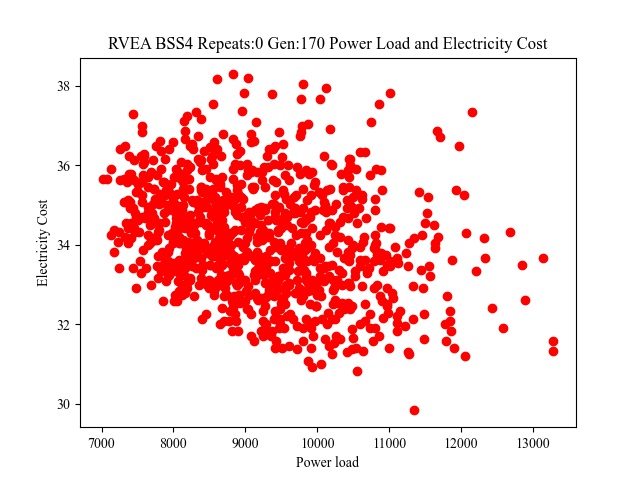 RVEA BSS4 Repeats:0 Gen:170 Power Load and Electricity Cost
38
36
34
32
30
Electricity Cost
7000 8000 9000 10000 11000 12000 13000
Power load